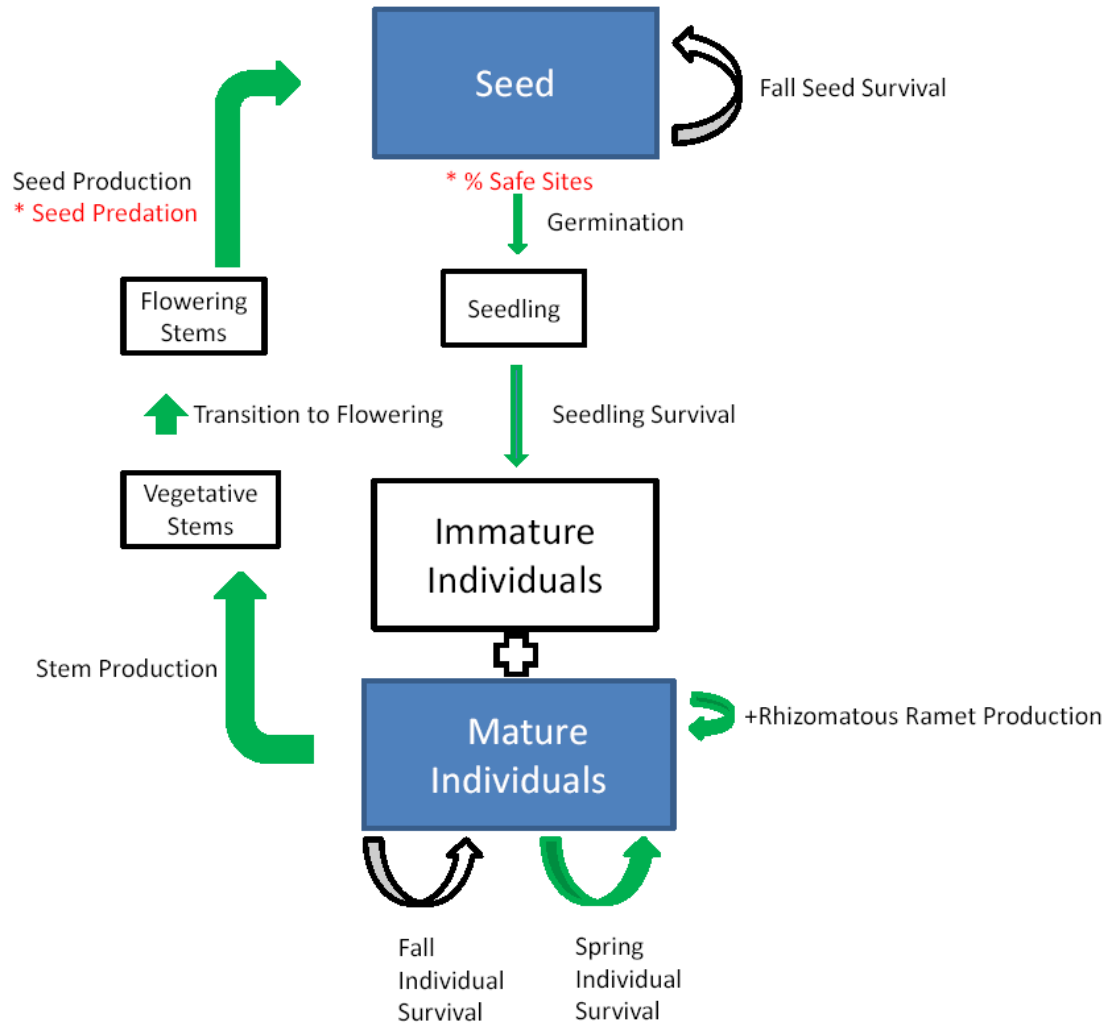 Seed
Fall Seed Survival
Seed Production
* Seed Predation
* % Safe Sites
Germination
Flowering
Stems
Seedling
Transition to Flowering
Seedling Survival
Vegetative
Stems
Immature
Individuals
Stem Production
Mature
Individuals
+Rhizomatous Ramet Production
Fall
Individual
Survival
Spring
Individual
Survival